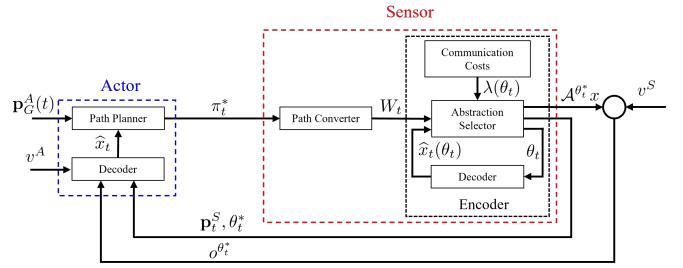 Sensor
Communication
Costs
Actor
λ(θ_t)
𝐩_G^A(t)
π_t^*
W_t
𝒜^{θ_t^*}x
v^S
Path Planner
Path Converter
Abstraction
Selector
x̂_t
x̂_t(θ_t)
θ_t
v^A
Decoder
Decoder
Encoder
𝐩_t^S, θ_t^*
o^{θ_t^*}